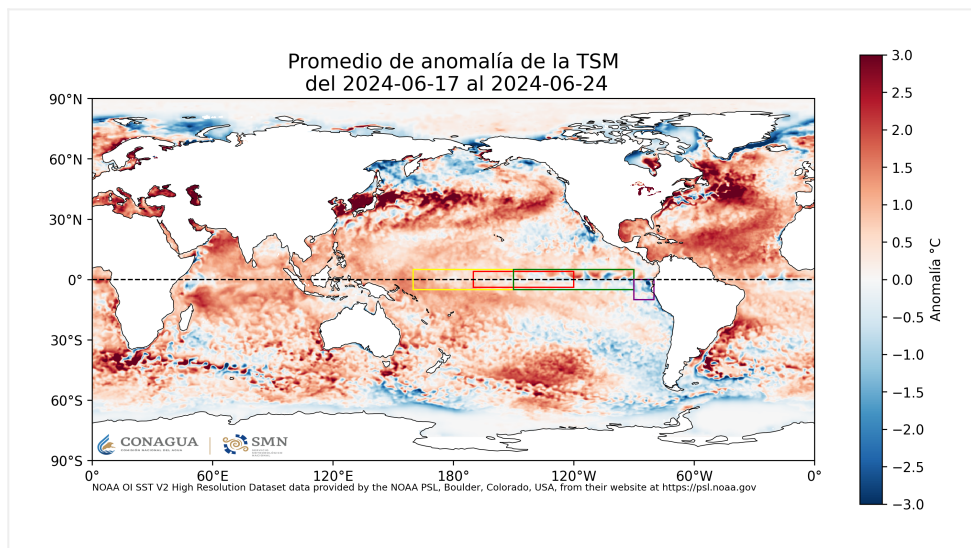 Promedio de anomalía de la TSM
del 2024-06-17 al 2024-06-24
90°N
60°N
30°N
0°
30°S
60°S
90°S
0°
60°E
120°E
180°
120°W
60°W
0°
3.0
2.5
2.0
1.5
1.0
0.5
0.0
−0.5
−1.0
−1.5
−2.0
−2.5
−3.0
Anomalía °C
CONAGUA
COMISIÓN NACIONAL DEL AGUA
SMN
NOAA OI SST V2 High Resolution Dataset data provided by the NOAA PSL, Boulder, Colorado, USA, from their website at https://psl.noaa.gov